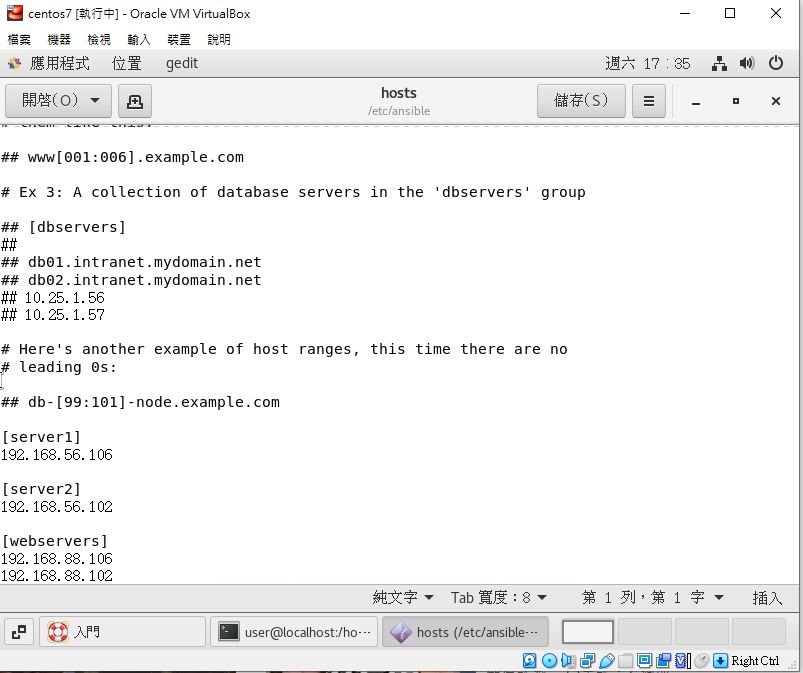 centos7 [執行中] - Oracle VM VirtualBox
檔案 機器 檢視 輸入 裝置 說明
應用程式 位置 gedit 週六 17：35
開啓(O) hosts 儲存(S)
/etc/ansible
# them like this:
## www[001:006].example.com
# Ex 3: A collection of database servers in the 'dbservers' group
## [dbservers]
##
## db01.intranet.mydomain.net
## db02.intranet.mydomain.net
## 10.25.1.56
## 10.25.1.57
# Here's another example of host ranges, this time there are no
# leading 0s:
## db-[99:101]-node.example.com
[server1]
192.168.56.106
[server2]
192.168.56.102
[webservers]
192.168.88.106
192.168.88.102
純文字 Tab 寬度：8 第 1 列，第 1 字 插入
入門 user@localhost:/ho… hosts (/etc/ansible…
Right Ctrl